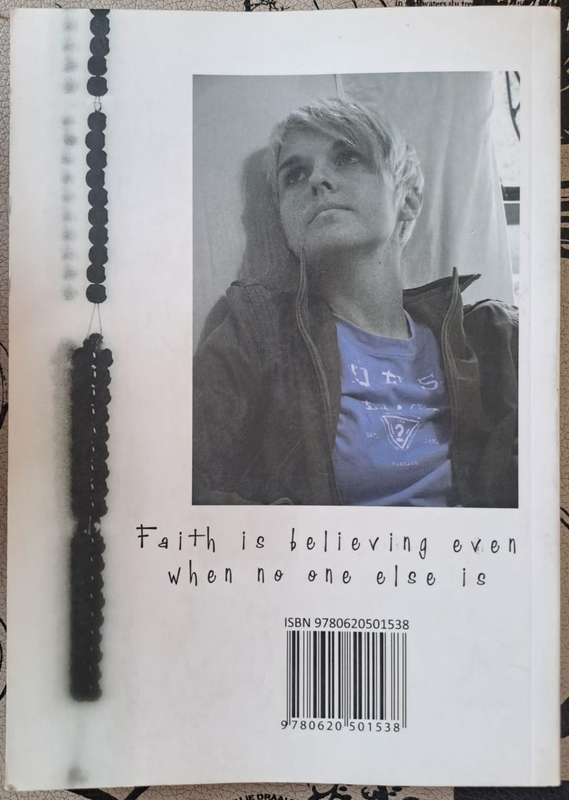 Faith is believing even
when no one else is
ISBN 9780620501538
9 780620 501538
?